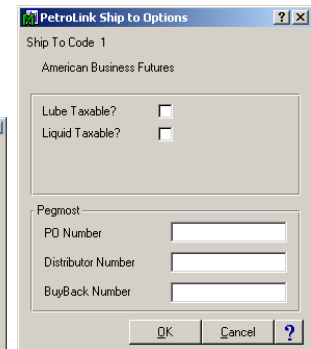 PetroLink Ship to Options
Ship To Code 1
American Business Futures
Lube Taxable?
Liquid Taxable?
Pegmost
PO Number
Distributor Number
BuyBack Number
OK Cancel ?